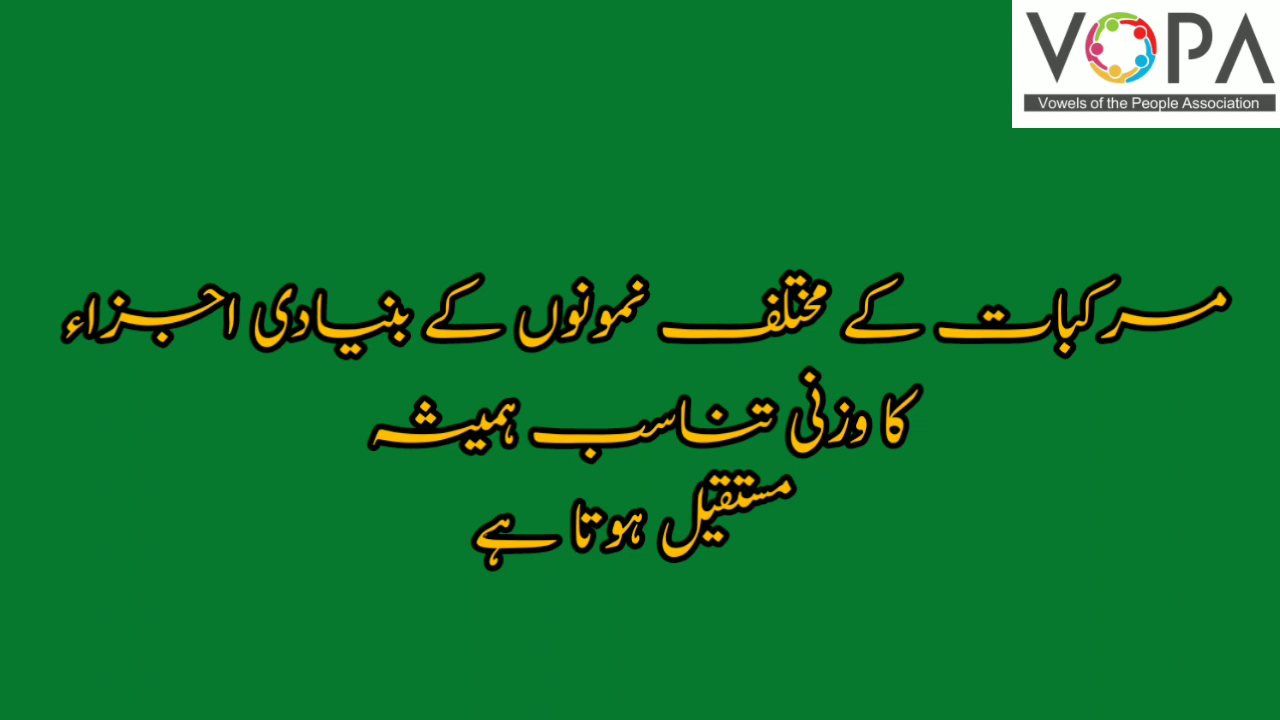 VOPA
Vowels of the People Association
مرکبات کے مختلف نمونوں کے بنیادی اجزاء
کا وزنی تناسب ہمیشہ
مستقیل ہوتا ہے